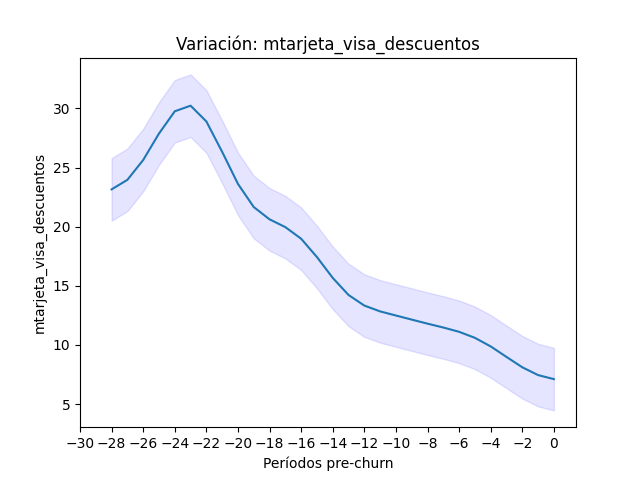 Variación: mtarjeta_visa_descuentos
mtarjeta_visa_descuentos
30
25
20
15
10
5
−30 −28 −26 −24 −22 −20 −18 −16 −14 −12 −10 −8 −6 −4 −2 0
Períodos pre-churn